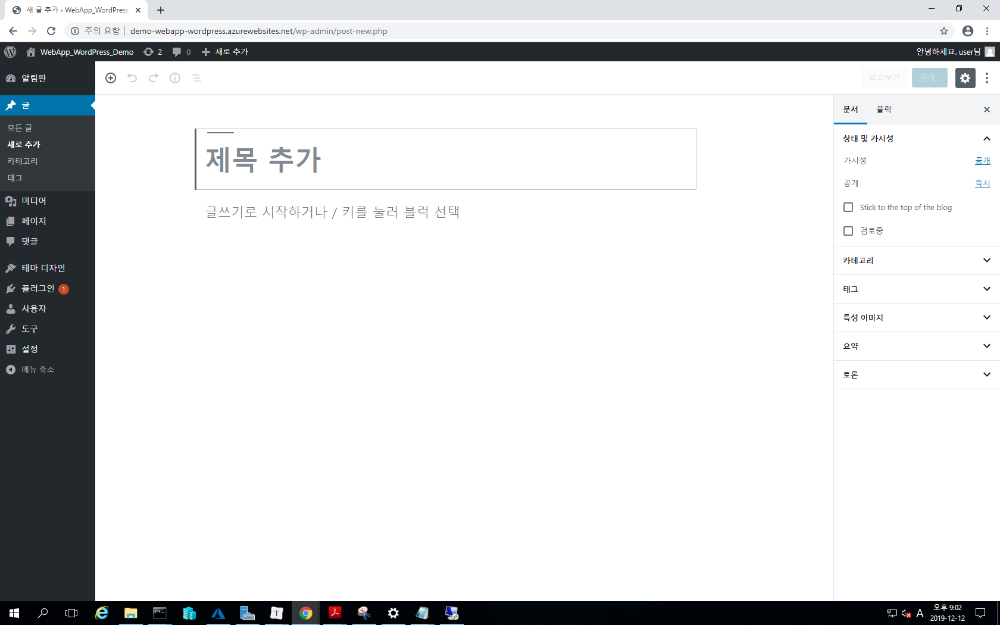 새 글 추가 ‹ WebApp_WordPress_
주의 요함 | demo-webapp-wordpress.azurewebsites.net/wp-admin/post-new.php
WebApp_WordPress_Demo 2 0 새로 추가 안녕하세요. user님
알림판
글
모든 글
새로 추가
카테고리
태그
미디어
페이지
댓글
테마 디자인
플러그인 1
사용자
도구
설정
메뉴 축소
미리보기 공개...
제목 추가
글쓰기로 시작하거나 / 키를 눌러 블럭 선택
문서 블럭
상태 및 가시성
가시성 공개
공개 즉시
Stick to the top of the blog
검토중
카테고리
태그
특성 이미지
요약
토론
A 오후 9:02
2019-12-12